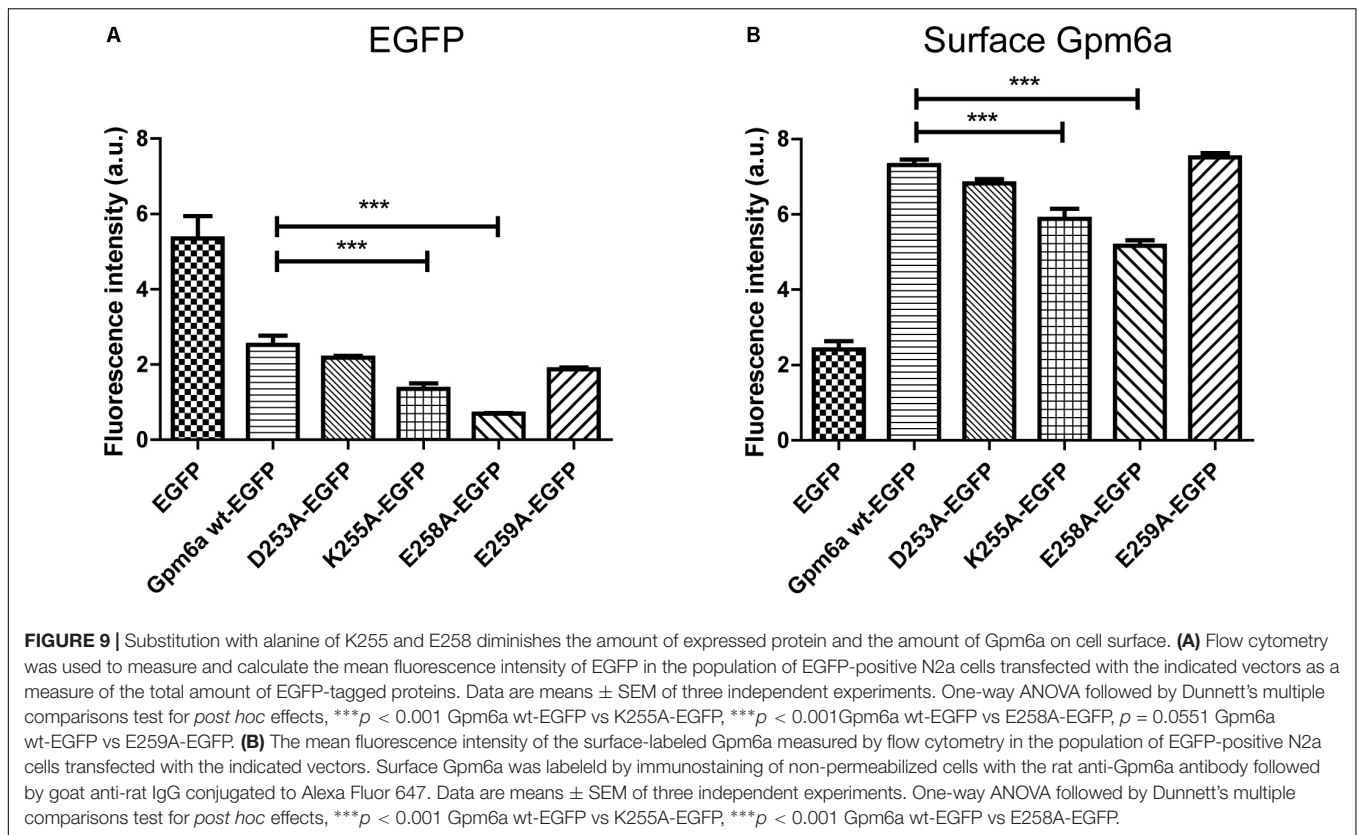 A
EGFP
Fluorescence intensity (a.u.)
8
6
4
2
0
***
***
EGFP
Gpm6a wt-EGFP
D253A-EGFP
K255A-EGFP
E258A-EGFP
E259A-EGFP
B
Surface Gpm6a
Fluorescence intensity (a.u.)
8
6
4
2
0
***
***
EGFP
Gpm6a wt-EGFP
D253A-EGFP
K255A-EGFP
E258A-EGFP
E259A-EGFP
FIGURE 9 | Substitution with alanine of K255 and E258 diminishes the amount of expressed protein and the amount of Gpm6a on cell surface. (A) Flow cytometry
was used to measure and calculate the mean fluorescence intensity of EGFP in the population of EGFP-positive N2a cells transfected with the indicated vectors as a
measure of the total amount of EGFP-tagged proteins. Data are means ± SEM of three independent experiments. One-way ANOVA followed by Dunnett's multiple
comparisons test for post hoc effects, ***p < 0.001 Gpm6a wt-EGFP vs K255A-EGFP, ***p < 0.001Gpm6a wt-EGFP vs E258A-EGFP, p = 0.0551 Gpm6a
wt-EGFP vs E259A-EGFP. (B) The mean fluorescence intensity of the surface-labeled Gpm6a measured by flow cytometry in the population of EGFP-positive N2a
cells transfected with the indicated vectors. Surface Gpm6a was labeleld by immunostaining of non-permeabilized cells with the rat anti-Gpm6a antibody followed
by goat anti-rat IgG conjugated to Alexa Fluor 647. Data are means ± SEM of three independent experiments. One-way ANOVA followed by Dunnett's multiple
comparisons test for post hoc effects, ***p < 0.001 Gpm6a wt-EGFP vs K255A-EGFP, ***p < 0.001 Gpm6a wt-EGFP vs E258A-EGFP.